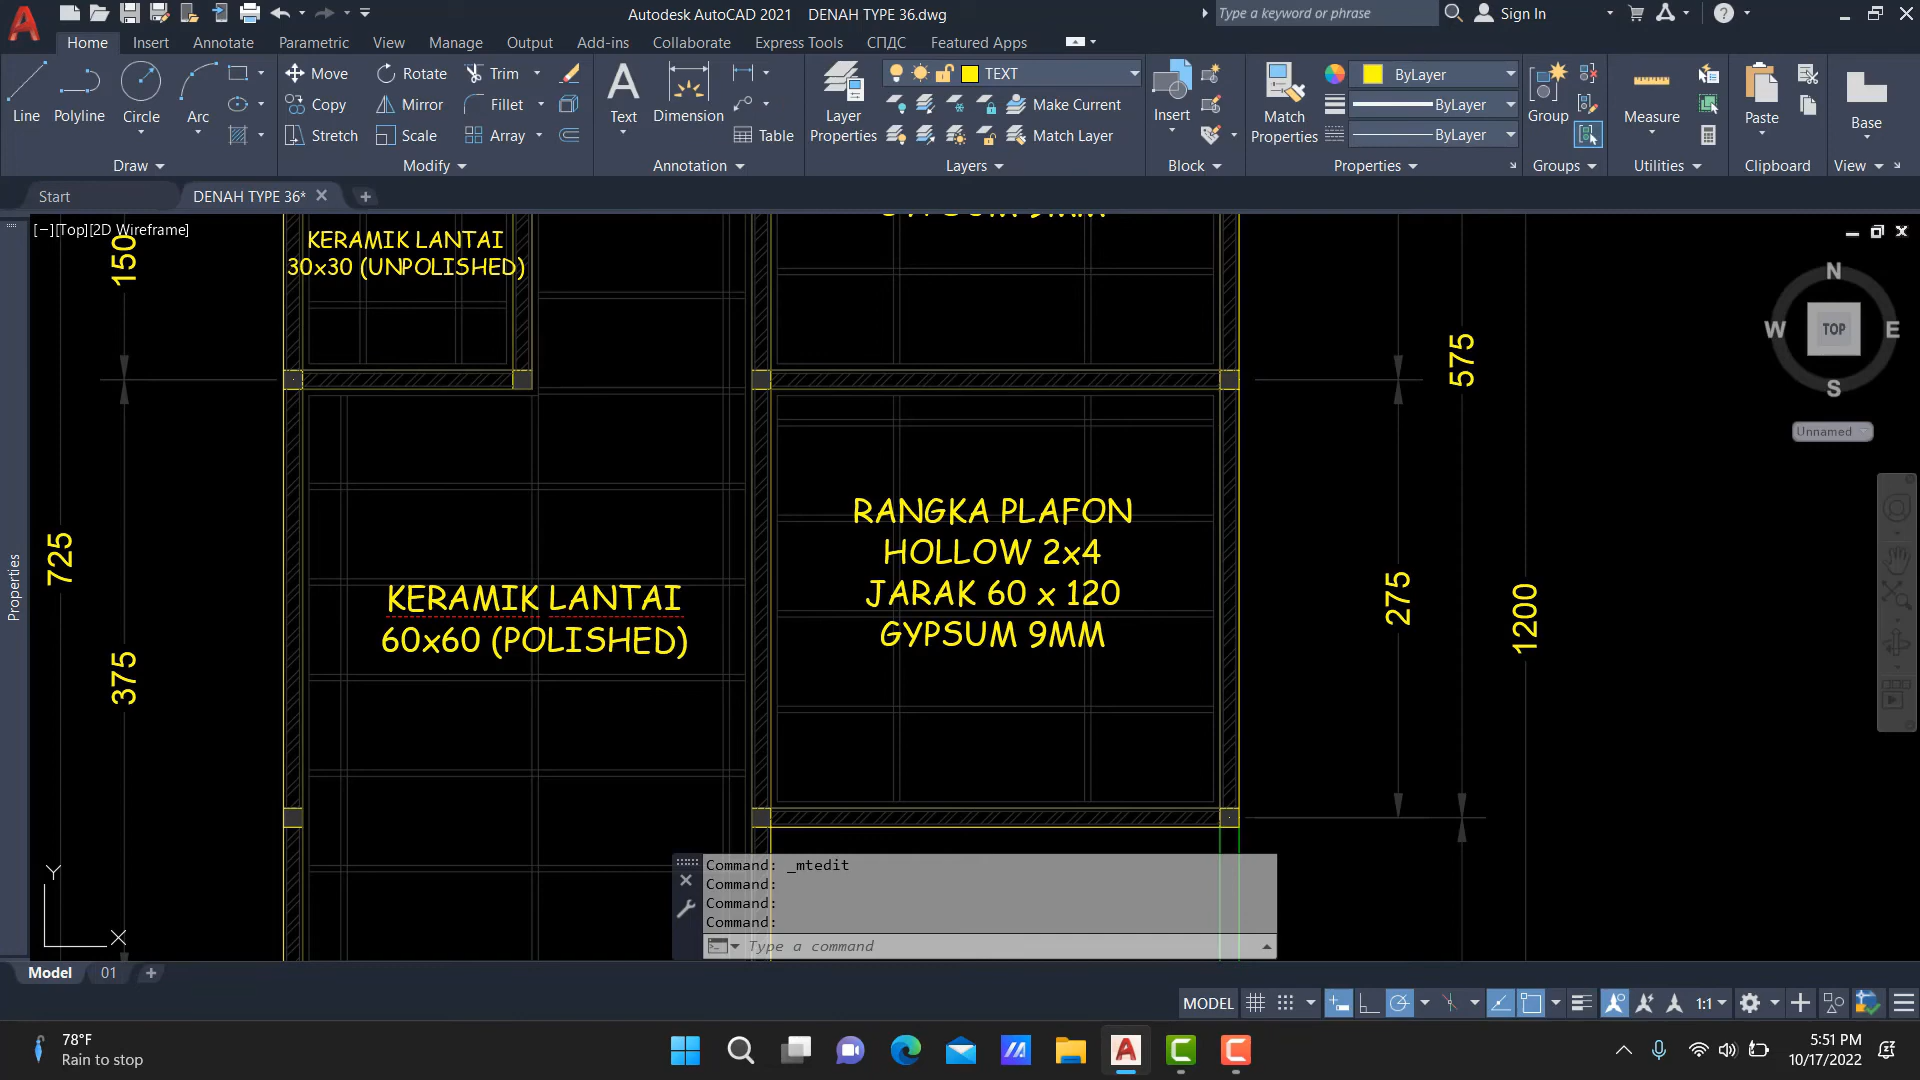 Autodesk AutoCAD 2021 DENAH TYPE 36.dwg
Type a keyword or phrase
Sign In
Home Insert Annotate Parametric View Manage Output Add-ins Collaborate Express Tools СПДС Featured Apps
Line Polyline Circle Arc
Move Rotate Trim
Copy Mirror Fillet
Stretch Scale Array
Text Dimension Table
Layer Properties
TEXT
Make Current
Match Layer
Insert
Match Properties
ByLayer
ByLayer
ByLayer
Group Measure Paste Base
Draw Modify Annotation Layers Block Properties Groups Utilities Clipboard View
Start DENAH TYPE 36*
[−][Top][2D Wireframe]
Properties
150
725
375
KERAMIK LANTAI
30x30 (UNPOLISHED)
KERAMIK LANTAI
60x60 (POLISHED)
RANGKA PLAFON
HOLLOW 2x4
JARAK 60 x 120
GYPSUM 9MM
575
275
1200
N
W TOP E
S
Unnamed
Y
X
Command: _mtedit
Command:
Command:
Command:
Type a command
Model 01
MODEL 1:1
78°F
Rain to stop
5:51 PM
10/17/2022